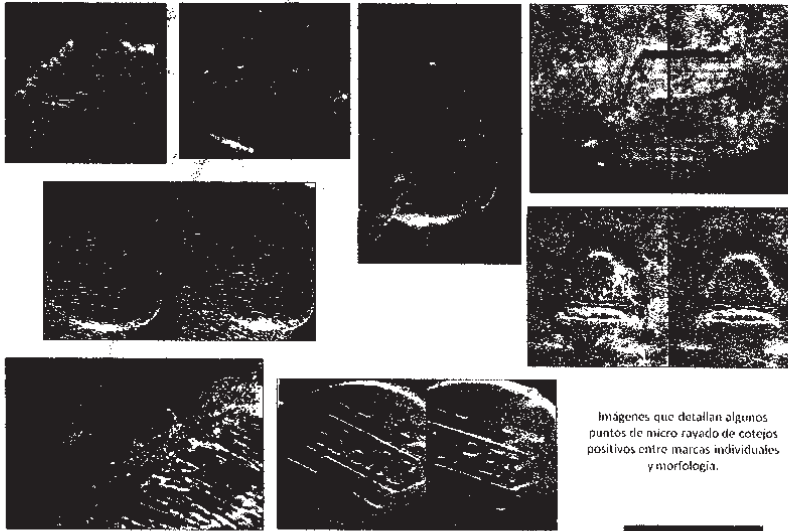 Imágenes que detallan algunos
puntos de micro rayado de cotejos
positivos entre marcas individuales
y morfología.